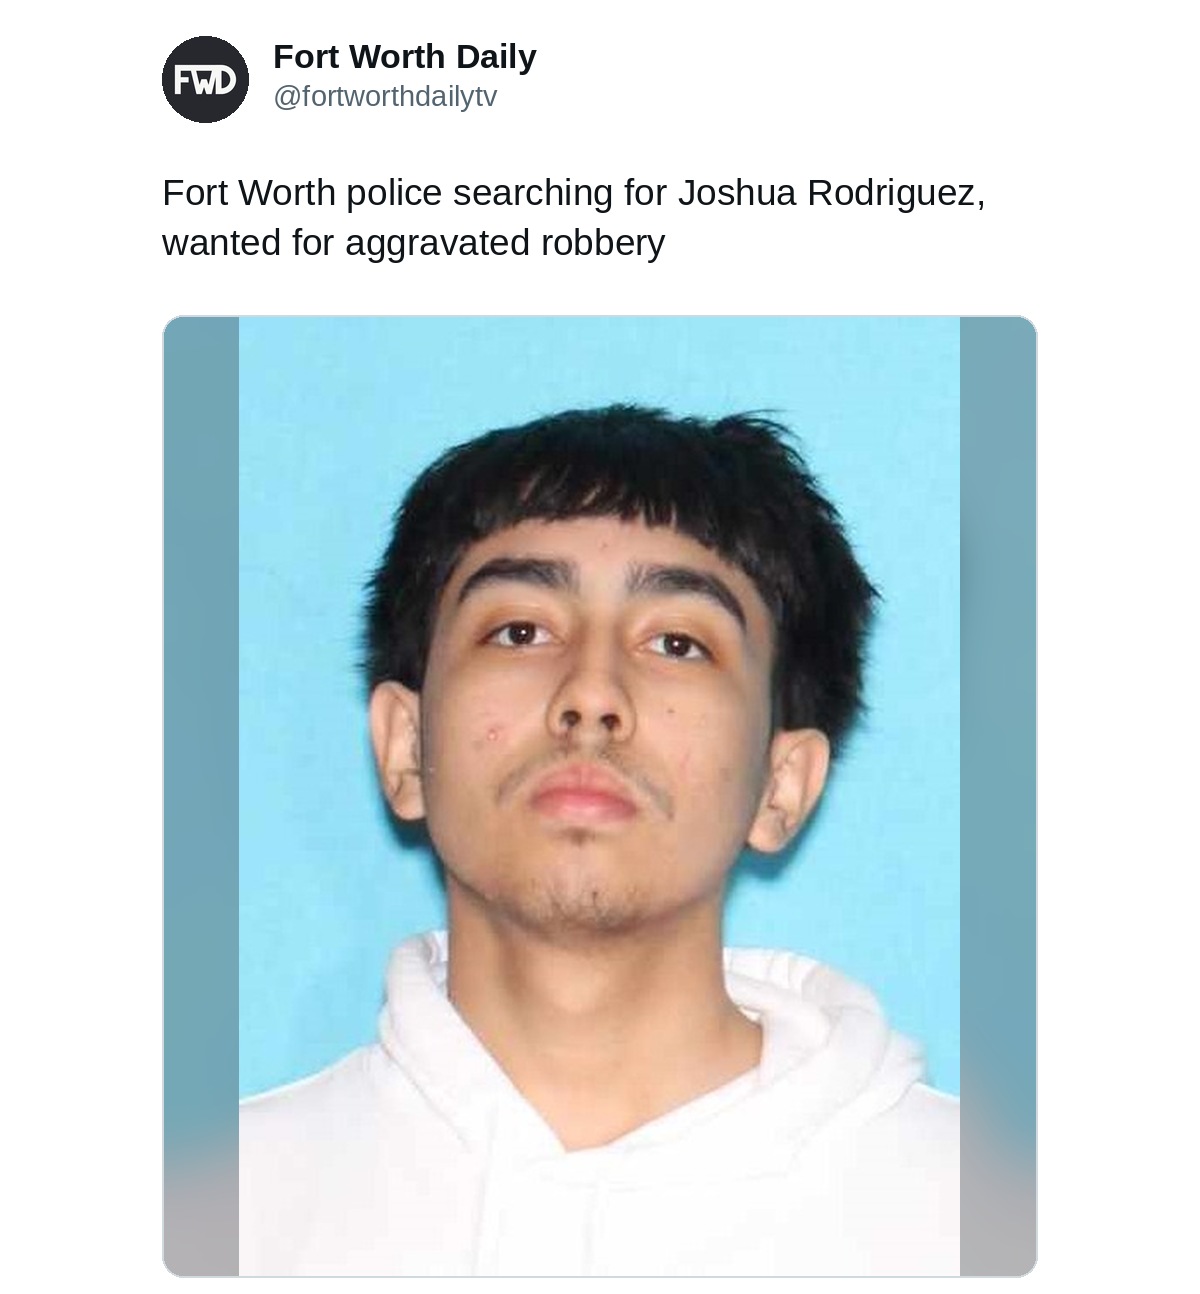 FWD
Fort Worth Daily
@fortworthdailytv
Fort Worth police searching for Joshua Rodriguez,
wanted for aggravated robbery